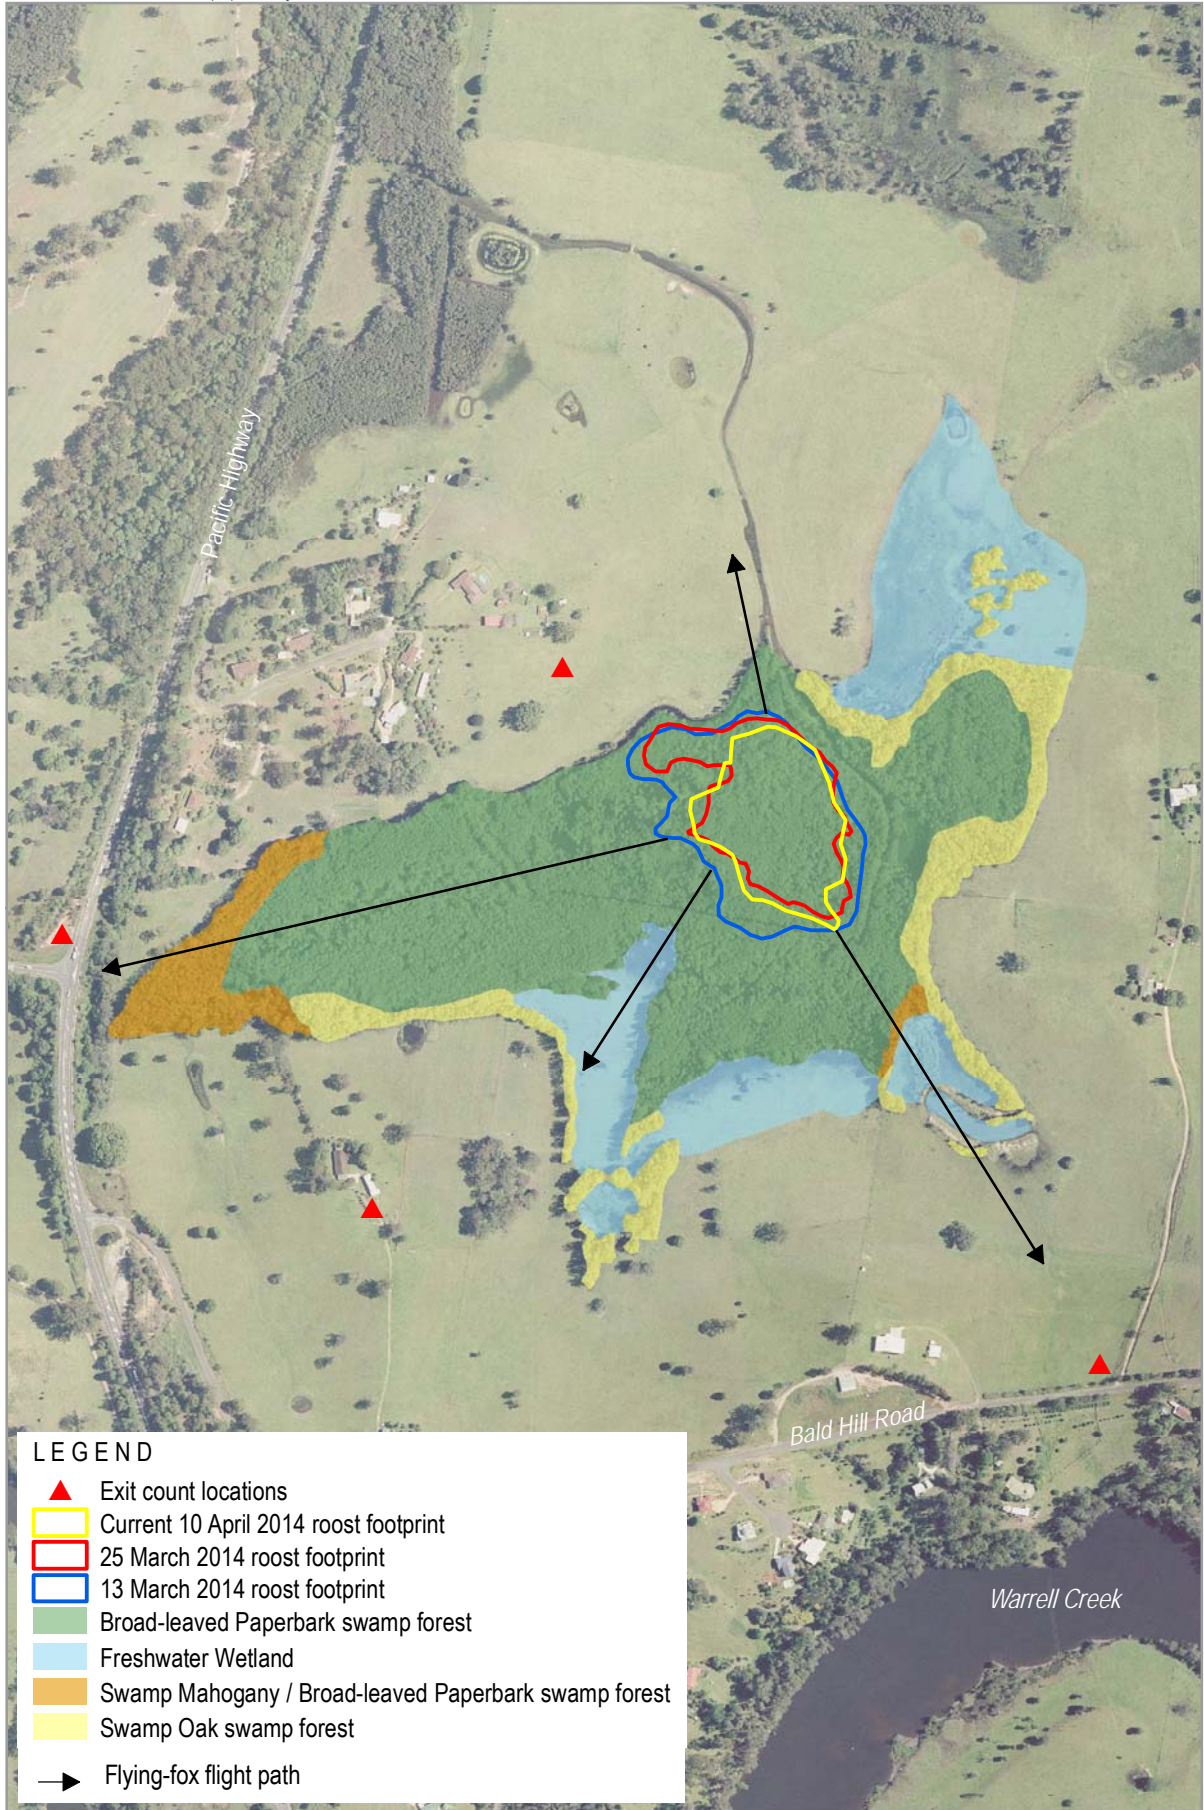 Pacific Highway
Bald Hill Road
Warrell Creek
LEGEND
Exit count locations
Current 10 April 2014 roost footprint
25 March 2014 roost footprint
13 March 2014 roost footprint
Broad-leaved Paperbark swamp forest
Freshwater Wetland
Swamp Mahogany / Broad-leaved Paperbark swamp forest
Swamp Oak swamp forest
Flying-fox flight path